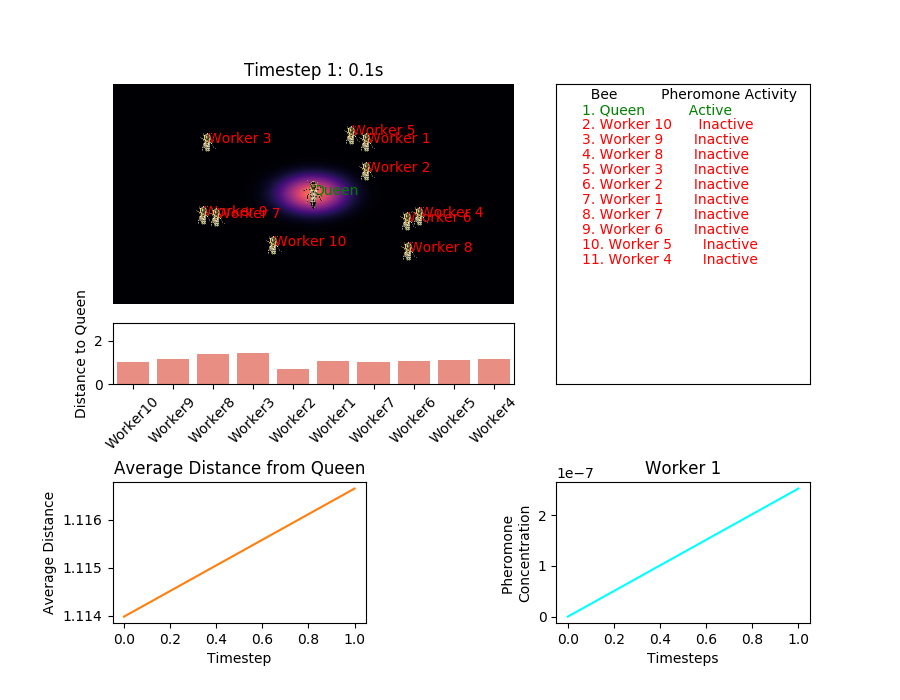 Timestep 1: 0.1s
Worker 5
Worker 3
Worker 1
Worker 2
Queen
Worker 9
Worker 7
Worker 4
Worker 6
Worker 10
Worker 8
Bee Pheromone Activity
1. Queen Active
2. Worker 10 Inactive
3. Worker 9 Inactive
4. Worker 8 Inactive
5. Worker 3 Inactive
6. Worker 2 Inactive
7. Worker 1 Inactive
8. Worker 7 Inactive
9. Worker 6 Inactive
10. Worker 5 Inactive
11. Worker 4 Inactive
Distance to Queen
2
0
Worker10 Worker9 Worker8 Worker3 Worker2 Worker1 Worker7 Worker6 Worker5 Worker4
Average Distance from Queen
Average Distance
1.116
1.115
1.114
0.0 0.2 0.4 0.6 0.8 1.0
Timestep
Worker 1
1e−7
Pheromone
Concentration
2
1
0
0.0 0.2 0.4 0.6 0.8 1.0
Timesteps